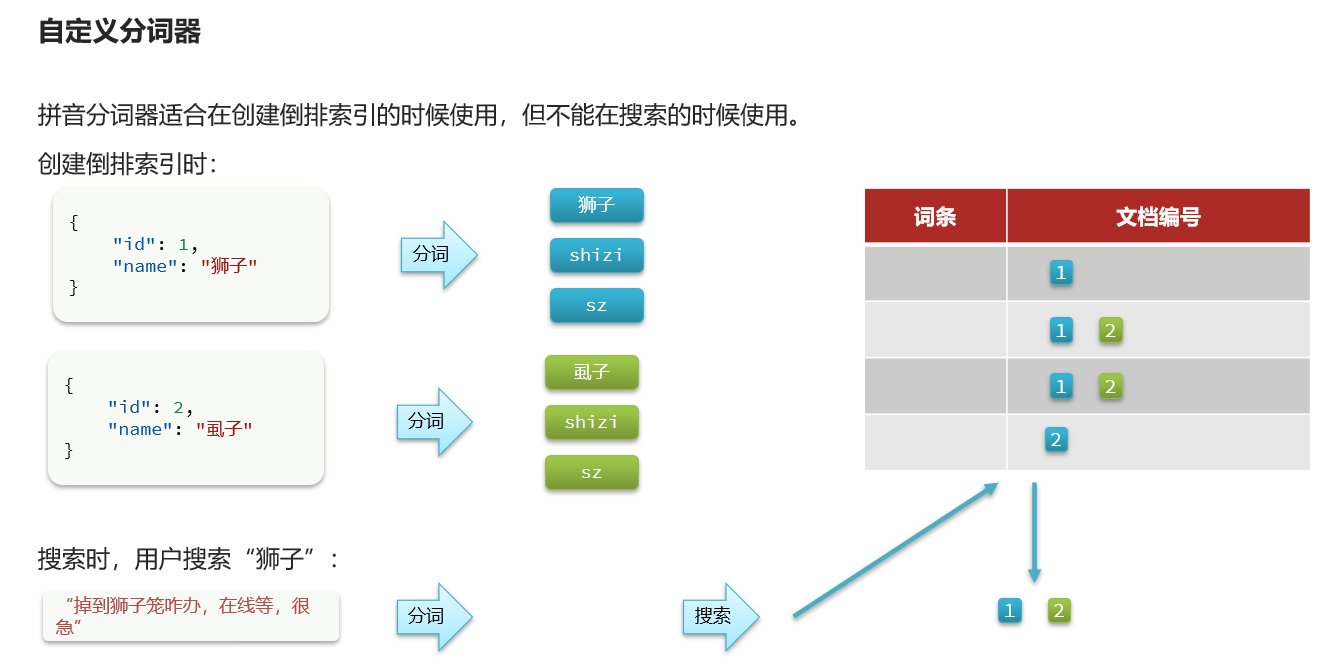 自定义分词器
拼音分词器适合在创建倒排索引的时候使用，但不能在搜索的时候使用。
创建倒排索引时：
{
"id": 1,
"name": "狮子"
}
分词
狮子
shizi
sz
词条 文档编号
1
1 2
1 2
2
{
"id": 2,
"name": "虱子"
}
分词
虱子
shizi
sz
搜索时，用户搜索“狮子”：
“掉到狮子笼咋办，在线等，很
急”
分词
搜索
1 2